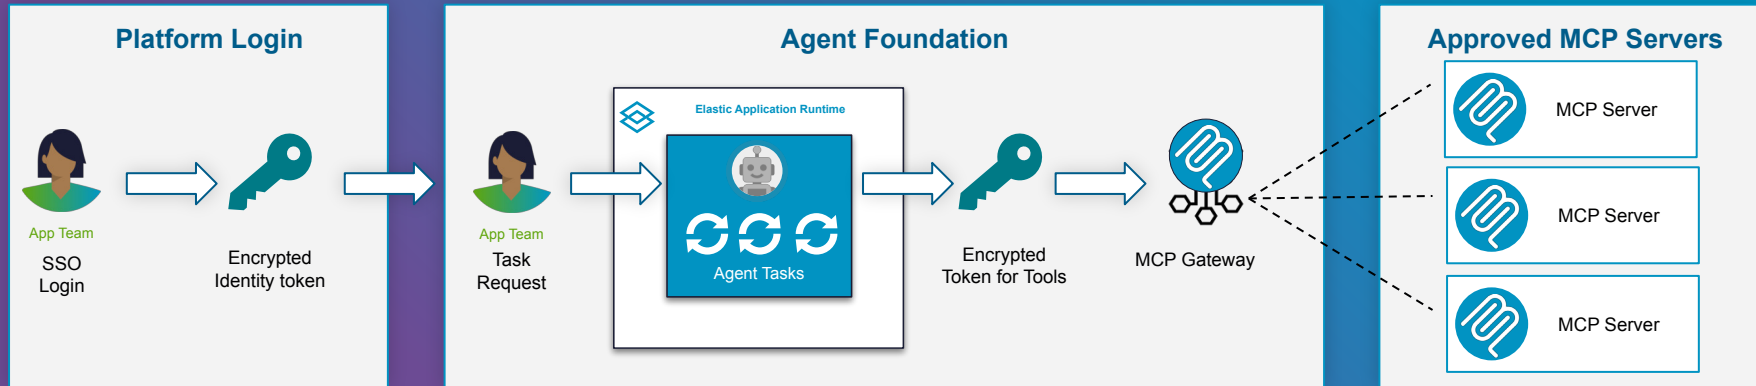 Platform Login
App Team
SSO
Login
Encrypted
Identity token
Agent Foundation
App Team
Task
Request
Elastic Application Runtime
Agent Tasks
Encrypted
Token for Tools
MCP Gateway
Approved MCP Servers
MCP Server
MCP Server
MCP Server